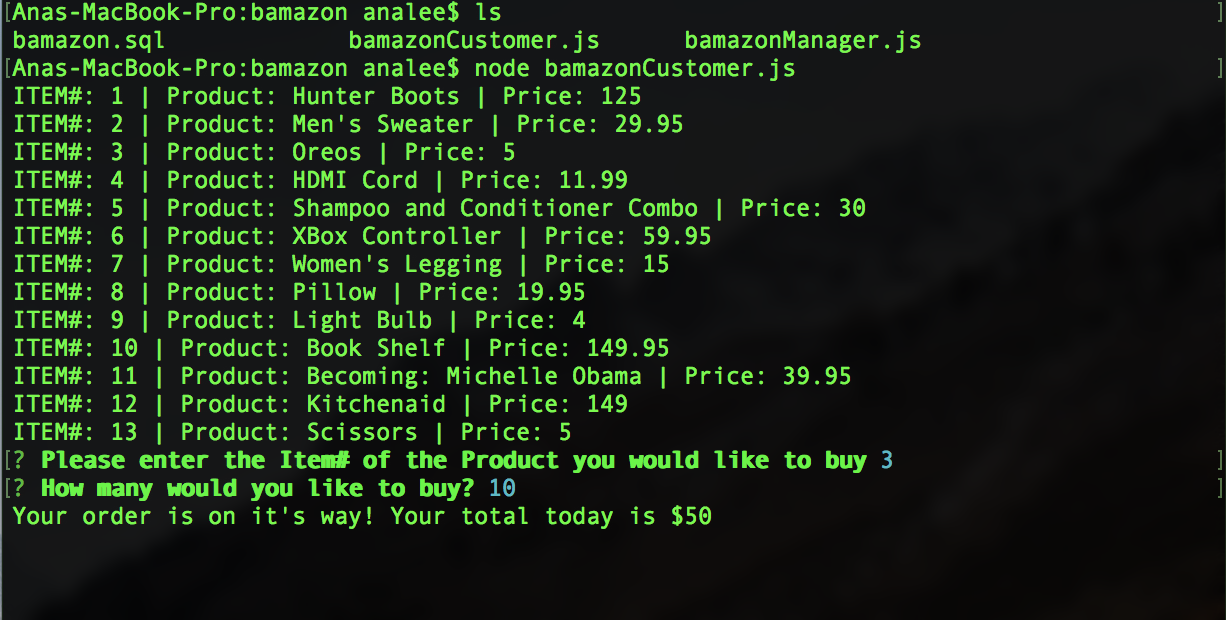 [Anas-MacBook-Pro:bamazon analee$ ls ]
bamazon.sql bamazonCustomer.js bamazonManager.js
[Anas-MacBook-Pro:bamazon analee$ node bamazonCustomer.js ]
ITEM#: 1 | Product: Hunter Boots | Price: 125
ITEM#: 2 | Product: Men's Sweater | Price: 29.95
ITEM#: 3 | Product: Oreos | Price: 5
ITEM#: 4 | Product: HDMI Cord | Price: 11.99
ITEM#: 5 | Product: Shampoo and Conditioner Combo | Price: 30
ITEM#: 6 | Product: XBox Controller | Price: 59.95
ITEM#: 7 | Product: Women's Legging | Price: 15
ITEM#: 8 | Product: Pillow | Price: 19.95
ITEM#: 9 | Product: Light Bulb | Price: 4
ITEM#: 10 | Product: Book Shelf | Price: 149.95
ITEM#: 11 | Product: Becoming: Michelle Obama | Price: 39.95
ITEM#: 12 | Product: Kitchenaid | Price: 149
ITEM#: 13 | Product: Scissors | Price: 5
[? Please enter the Item# of the Product you would like to buy 3 ]
[? How many would you like to buy? 10 ]
Your order is on it's way! Your total today is $50